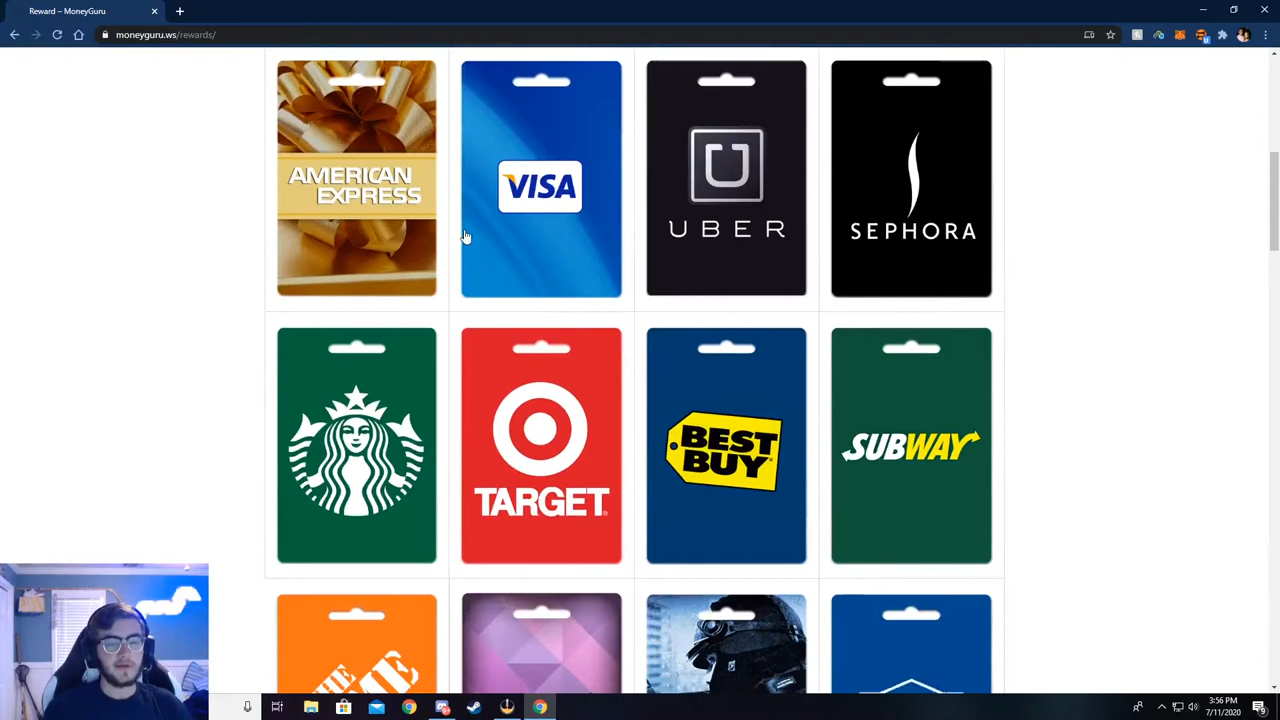 Reward – MoneyGuru
moneyguru.ws/rewards/
AMERICAN
EXPRESS
VISA
UBER
SEPHORA
TARGET
BEST
BUY
SUBWAY
THE
3:56 PM
7/11/2020